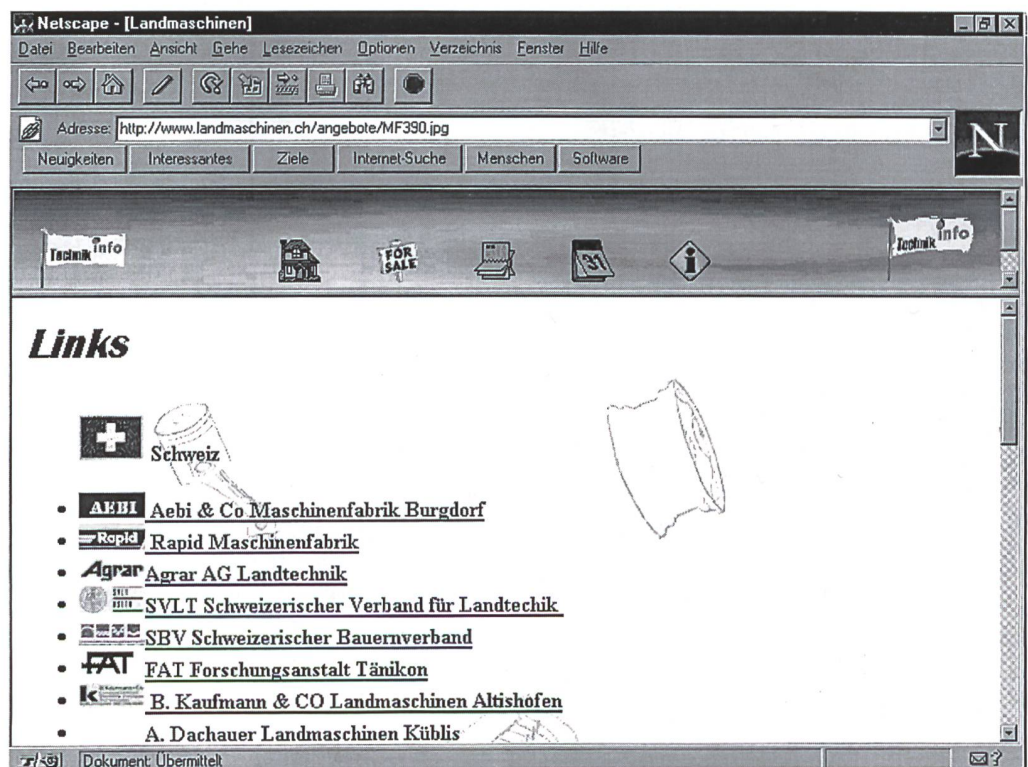 Netscape - [Landmaschinen]
Datei Bearbeiten Ansicht Gehe Lesezeichen Optionen Verzeichnis Fenster Hilfe
Adresse: http://www.landmaschinen.ch/angebote/MF390.jpg
N
Neuigkeiten Interessantes Ziele Internet-Suche Menschen Software
Technik info FOR SALE 31 i Technik info
Links
Schweiz
AEBI Aebi & Co Maschinenfabrik Burgdorf
Rapid Rapid Maschinenfabrik
Agrar Agrar AG Landtechnik
SVLT ASETA SVLT Schweizerischer Verband für Landtechik
SBV Schweizerischer Bauernverband
FAT FAT Forschungsanstalt Tänikon
K B. Kaufmann & CO Landmaschinen Altishofen
A. Dachauer Landmaschinen Küblis
Dokument: Übermittelt